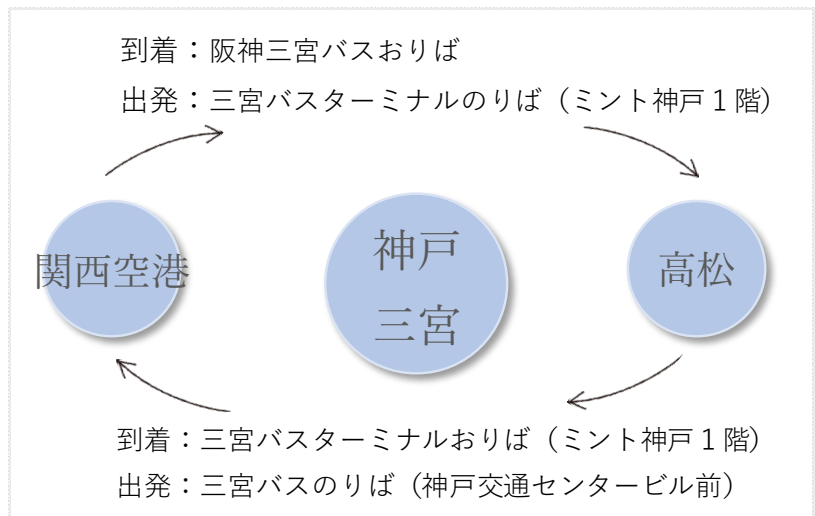 到着：阪神三宮バスおりば
出発：三宮バスターミナルのりば（ミント神戸１階）
関西空港
神戸
三宮
高松
到着：三宮バスターミナルおりば（ミント神戸１階）
出発：三宮バスのりば（神戸交通センタービル前）